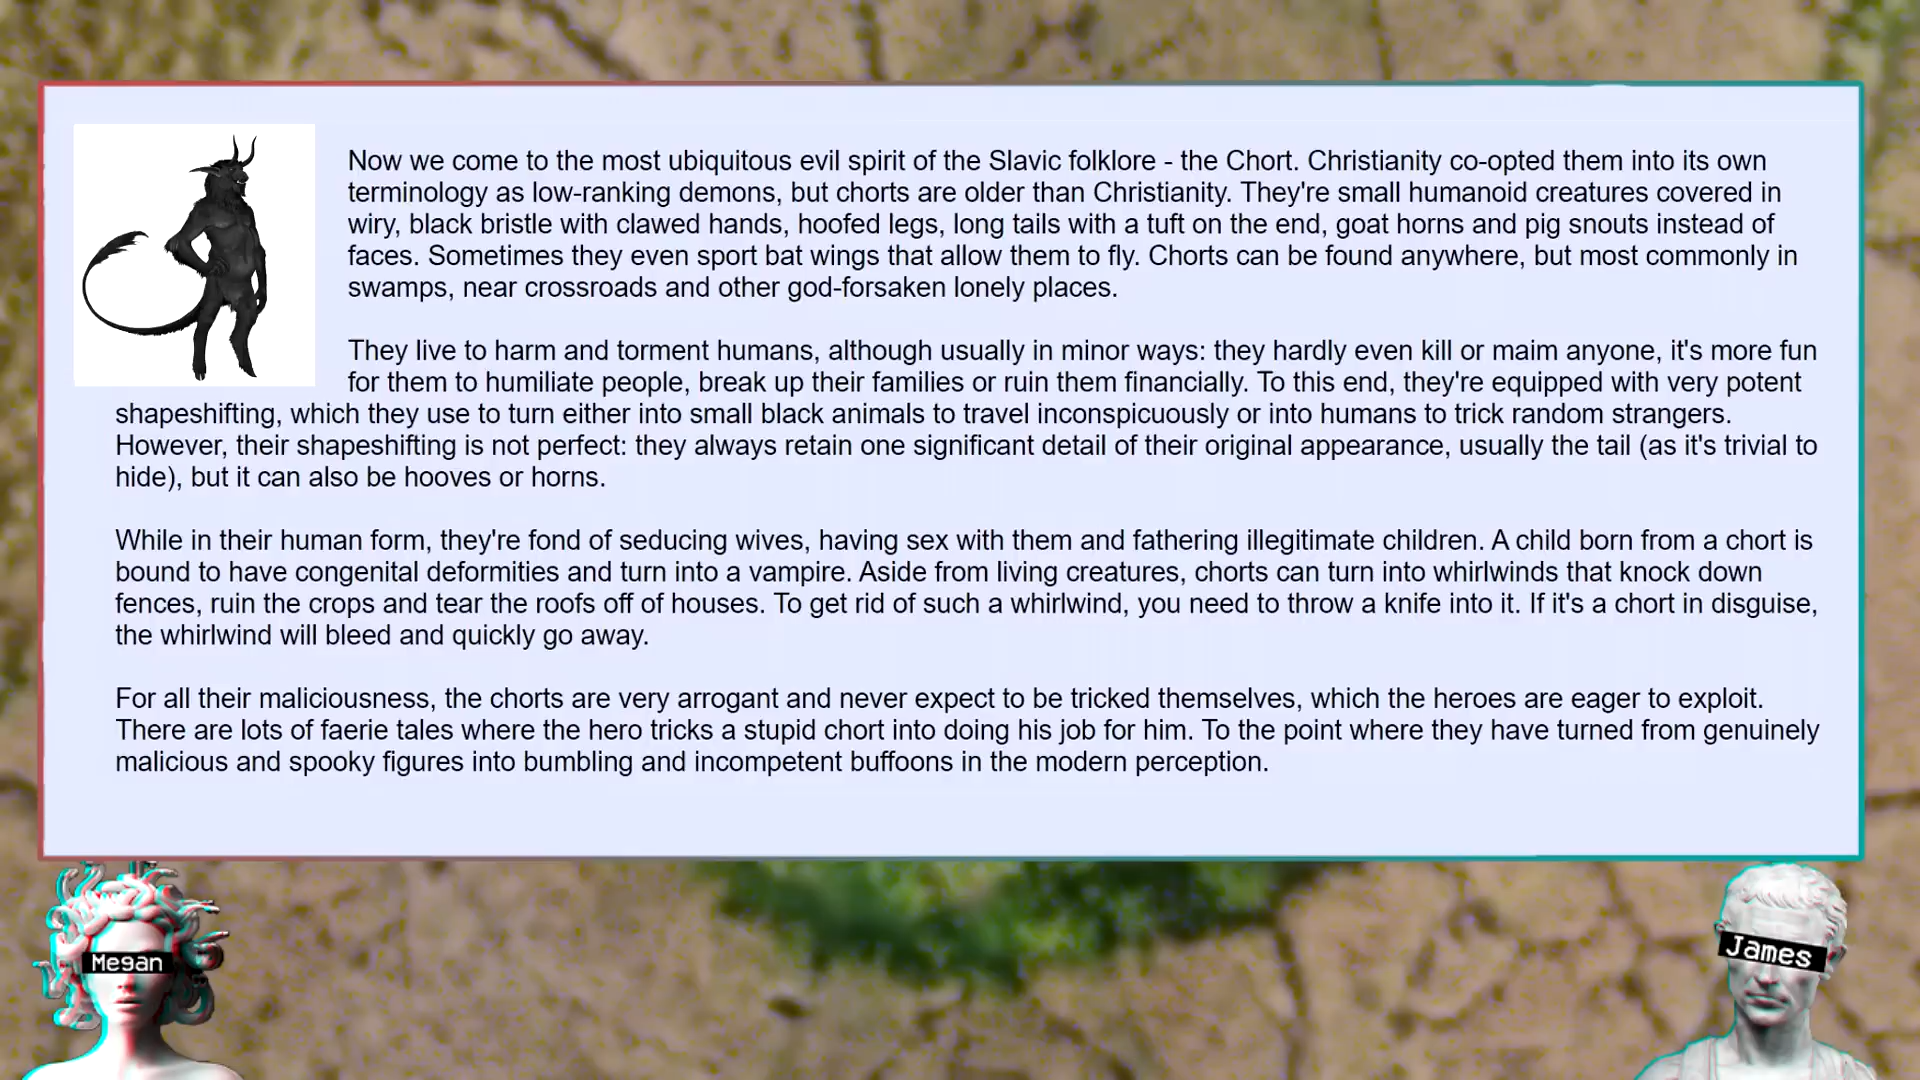 Now we come to the most ubiquitous evil spirit of the Slavic folklore - the Chort. Christianity co-opted them into its own
terminology as low-ranking demons, but chorts are older than Christianity. They're small humanoid creatures covered in
wiry, black bristle with clawed hands, hoofed legs, long tails with a tuft on the end, goat horns and pig snouts instead of
faces. Sometimes they even sport bat wings that allow them to fly. Chorts can be found anywhere, but most commonly in
swamps, near crossroads and other god-forsaken lonely places.
They live to harm and torment humans, although usually in minor ways: they hardly even kill or maim anyone, it's more fun
for them to humiliate people, break up their families or ruin them financially. To this end, they're equipped with very potent
shapeshifting, which they use to turn either into small black animals to travel inconspicuously or into humans to trick random strangers.
However, their shapeshifting is not perfect: they always retain one significant detail of their original appearance, usually the tail (as it's trivial to
hide), but it can also be hooves or horns.
While in their human form, they're fond of seducing wives, having sex with them and fathering illegitimate children. A child born from a chort is
bound to have congenital deformities and turn into a vampire. Aside from living creatures, chorts can turn into whirlwinds that knock down
fences, ruin the crops and tear the roofs off of houses. To get rid of such a whirlwind, you need to throw a knife into it. If it's a chort in disguise,
the whirlwind will bleed and quickly go away.
For all their maliciousness, the chorts are very arrogant and never expect to be tricked themselves, which the heroes are eager to exploit.
There are lots of faerie tales where the hero tricks a stupid chort into doing his job for him. To the point where they have turned from genuinely
malicious and spooky figures into bumbling and incompetent buffoons in the modern perception.
Megan
James